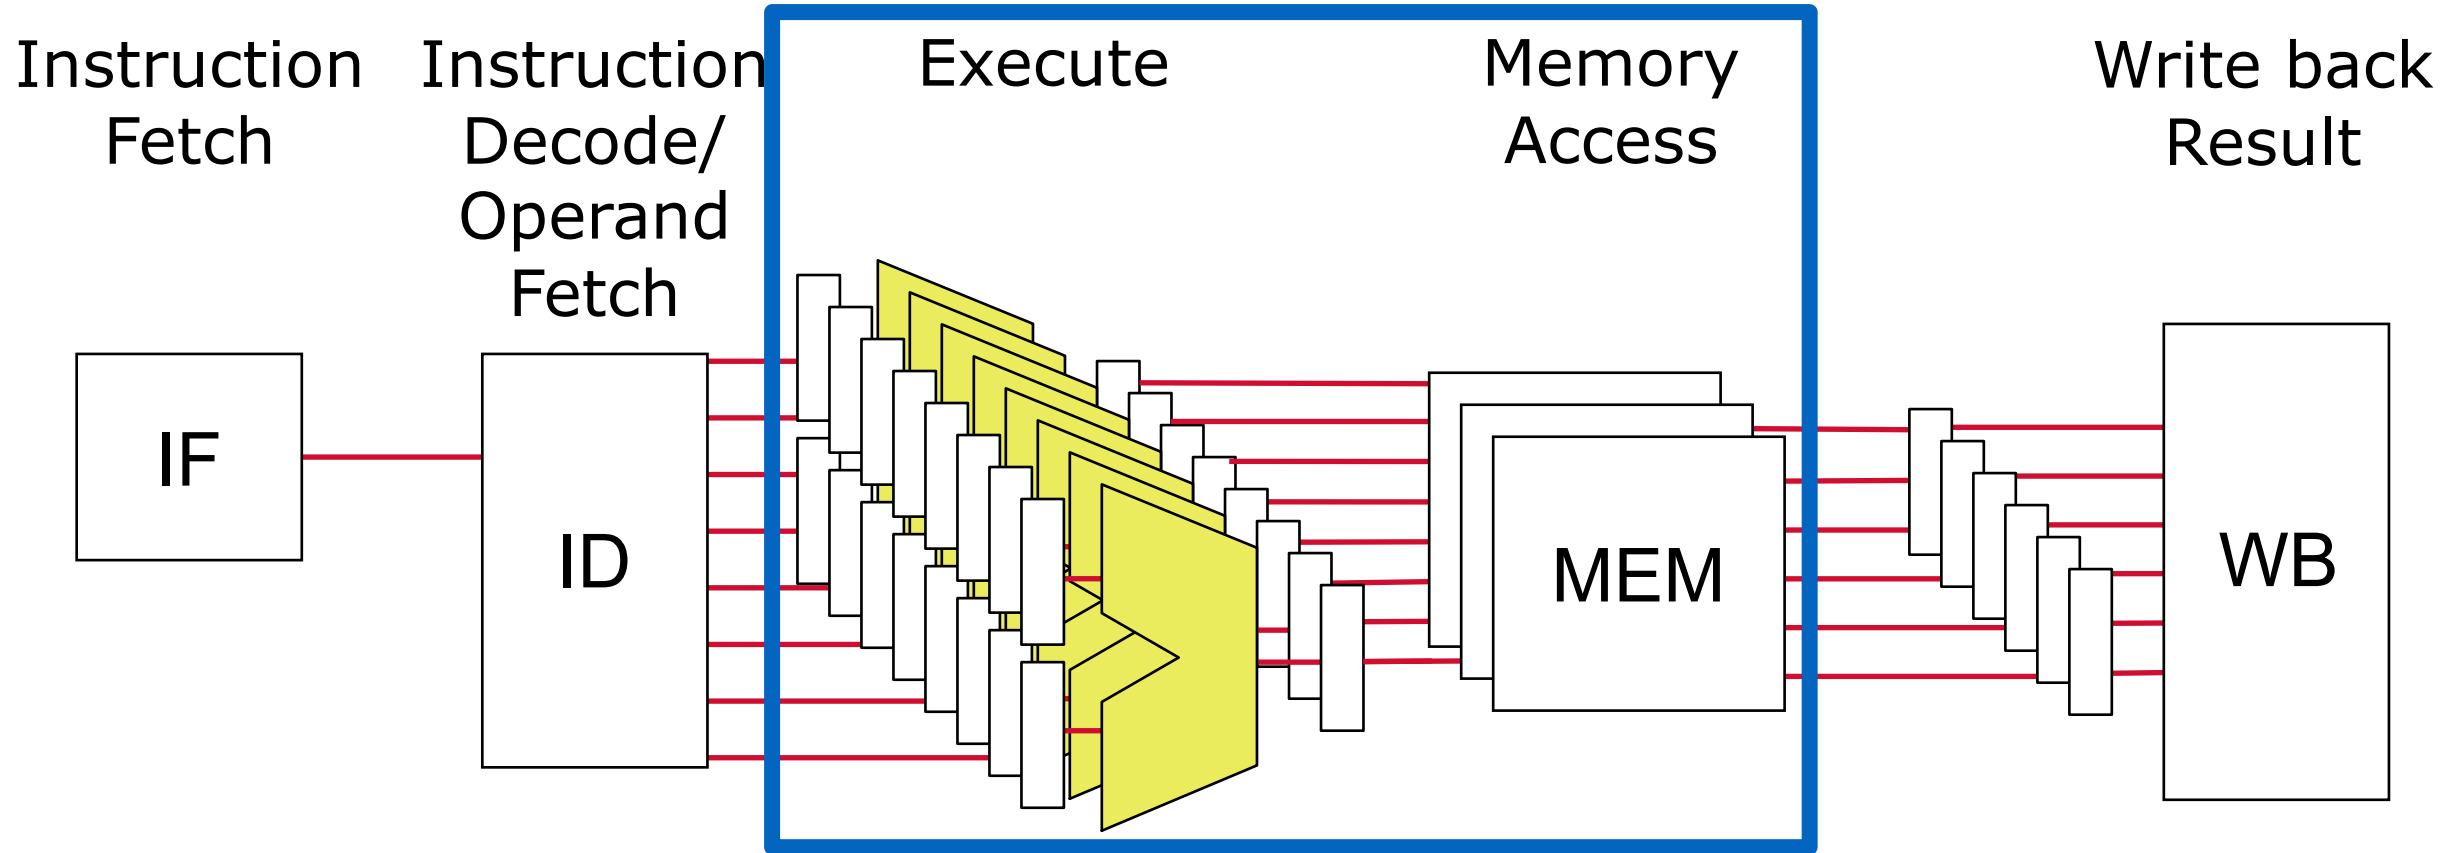 Instruction
Fetch
Instruction
Decode/
Operand
Fetch
Execute
Memory
Access
Write back
Result
IF
ID
MEM
WB